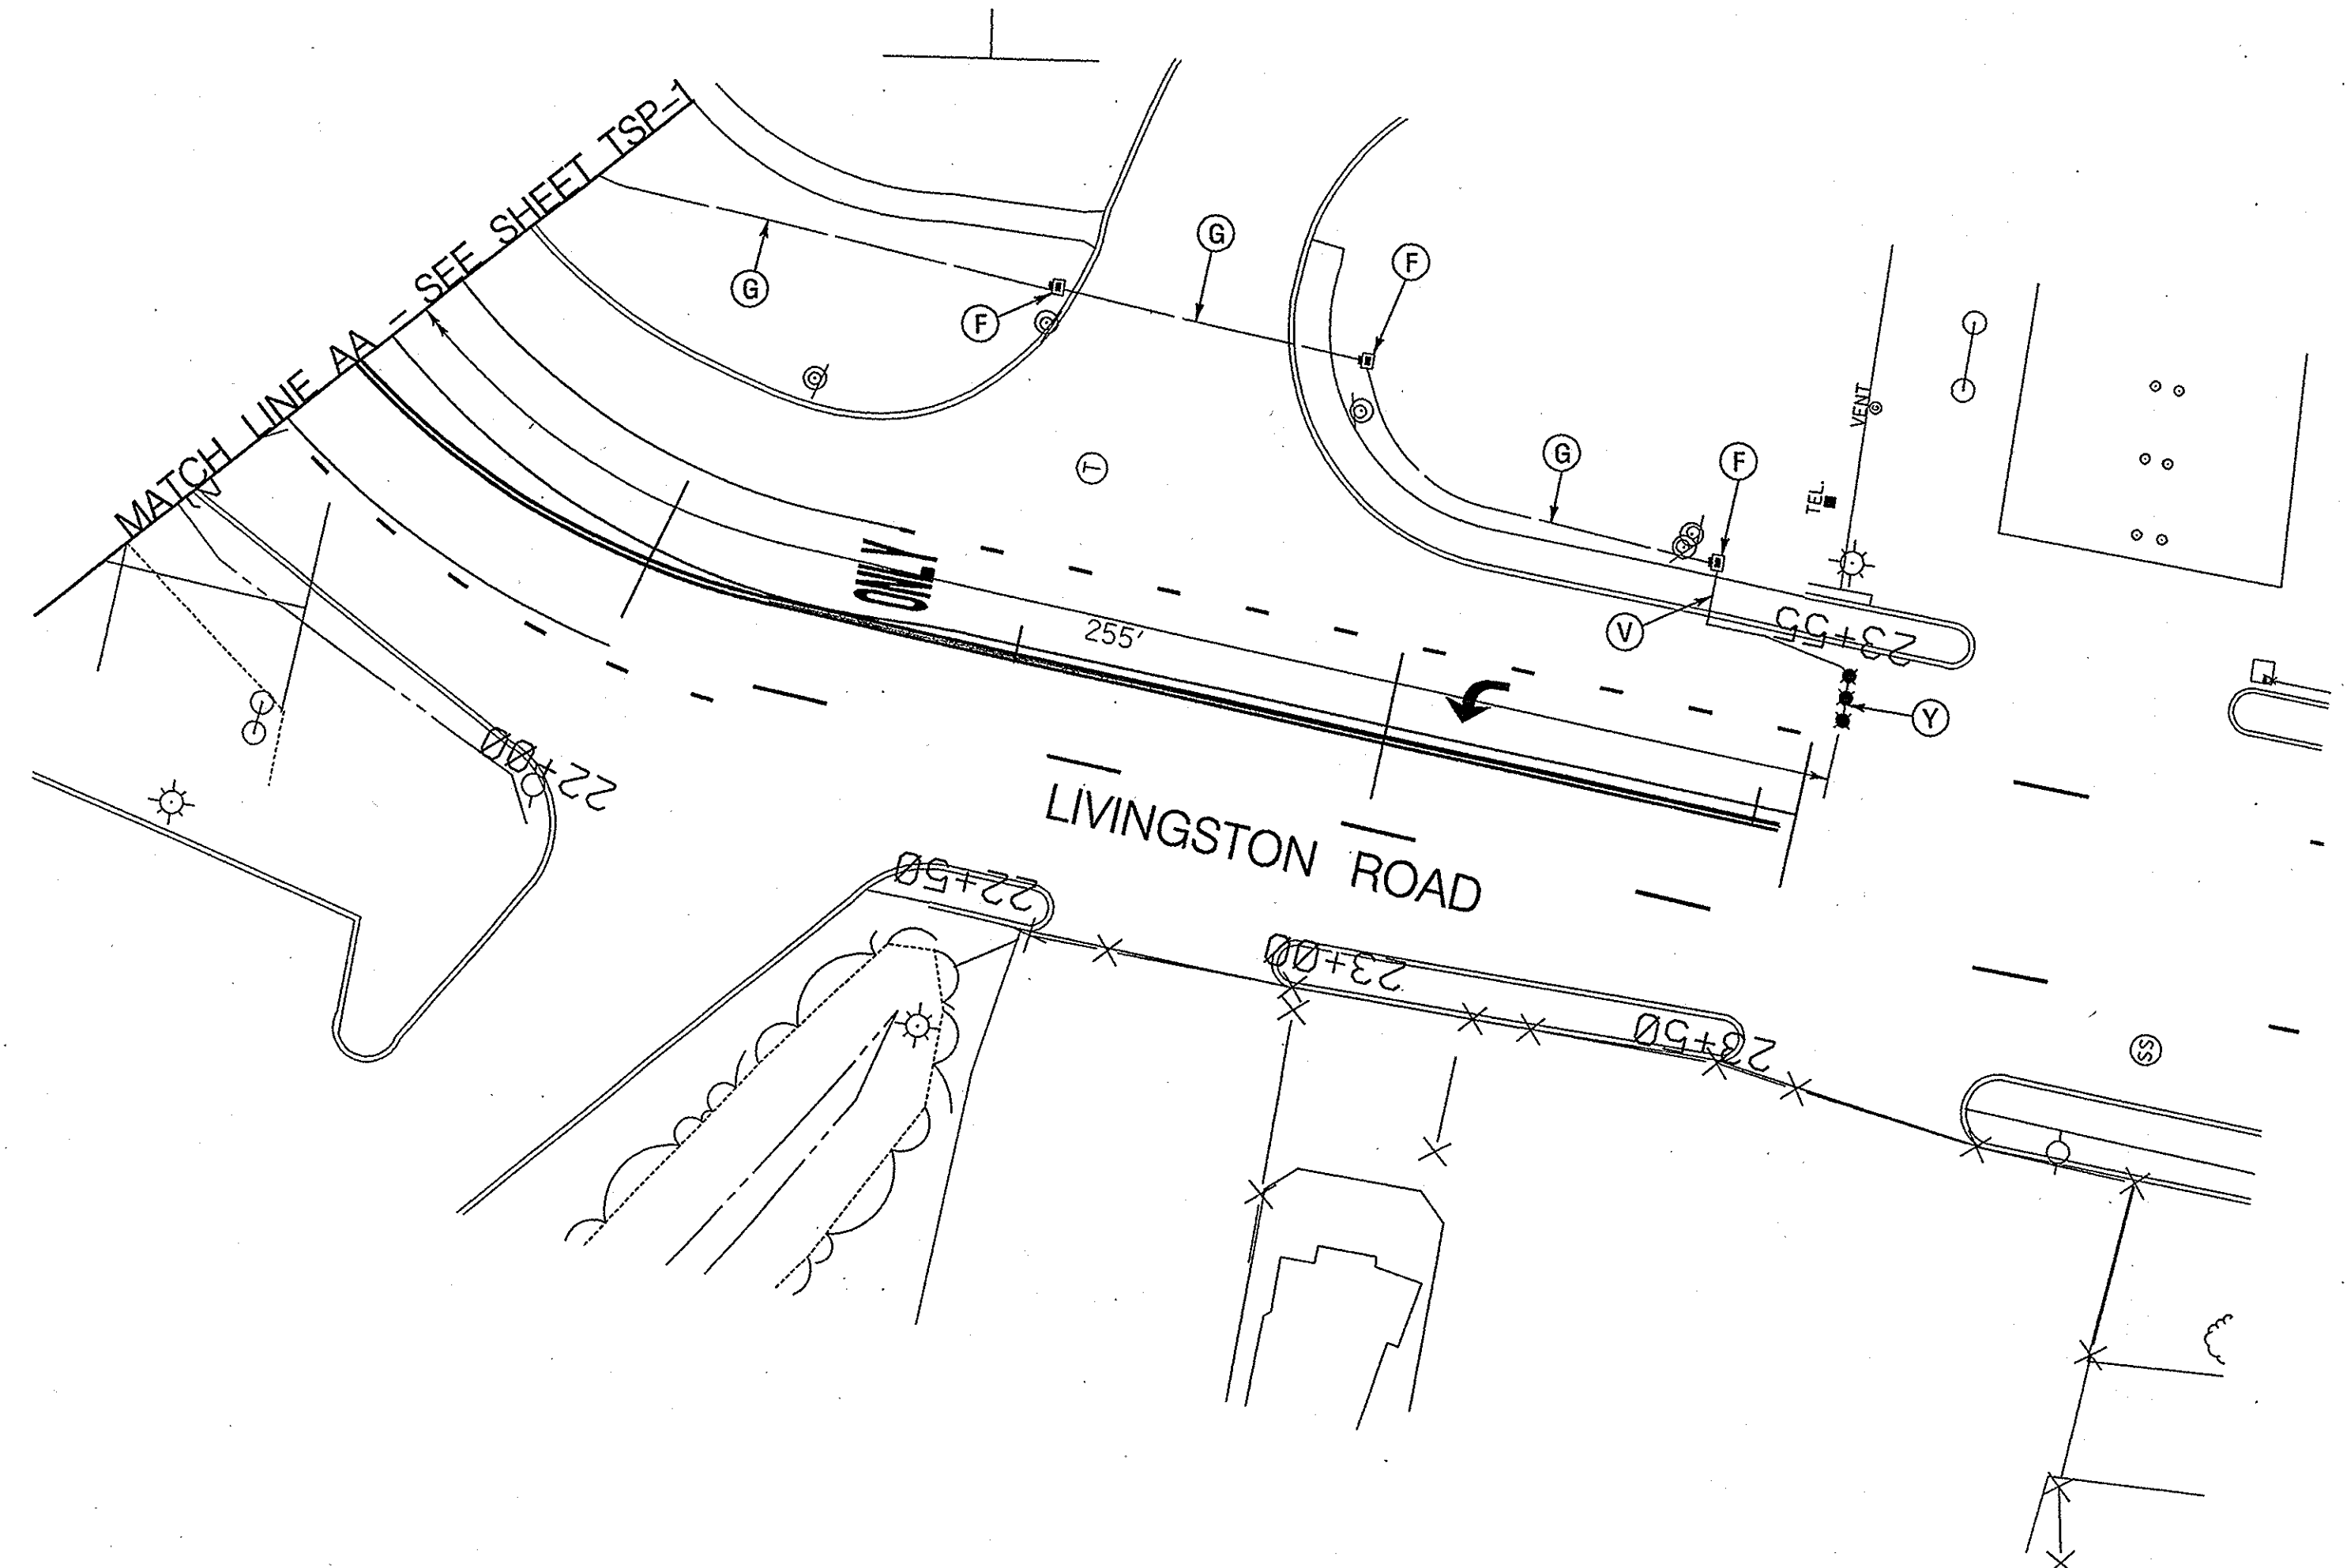 MATCH LINE AA - SEE SHEET TSP-1
G
F
G
F
G
F
V
Y
T
VENT
TEL.
ONLY
255'
23+55
LIVINGSTON ROAD
22+00
22+50
23+00
23+50
SS